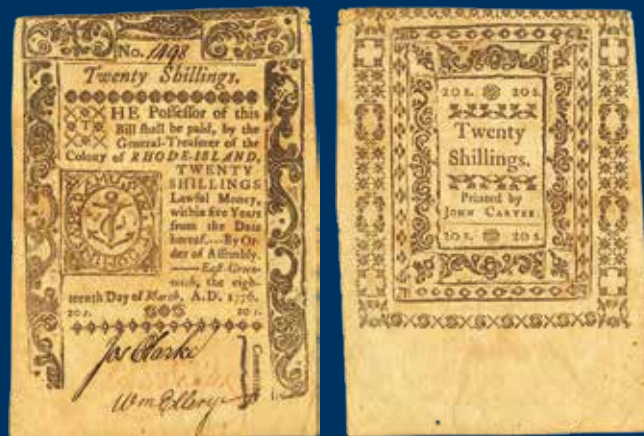 No. 1498
Twenty Shillings.
THE Possessor of this
Bill shall be paid, by the
General-Treasurer of the
Colony of RHODE-ISLAND,
TWENTY
SHILLINGS
Lawful Money,
within five Years
from the Date
hereof.---By Or-
der of Assembly.
East-Green-
wich, the eigh-
teenth Day of March, A.D. 1776.
20 s. 20 s.
Jos Clarke
Wm Ellery
20 s. 20 s.
Twenty
Shillings.
Printed by
JOHN CARTER.
20 s. 20 s.